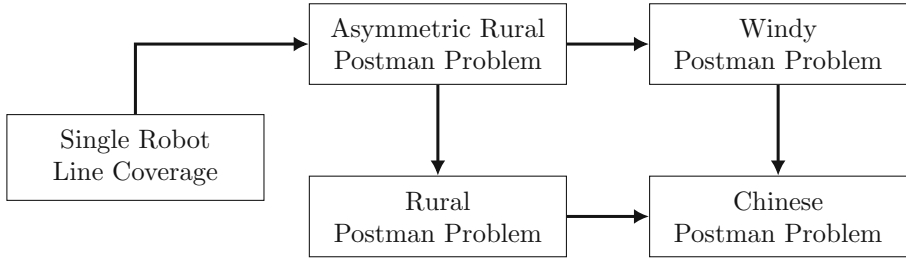 Asymmetric Rural
Postman Problem
Windy
Postman Problem
Single Robot
Line Coverage
Rural
Postman Problem
Chinese
Postman Problem